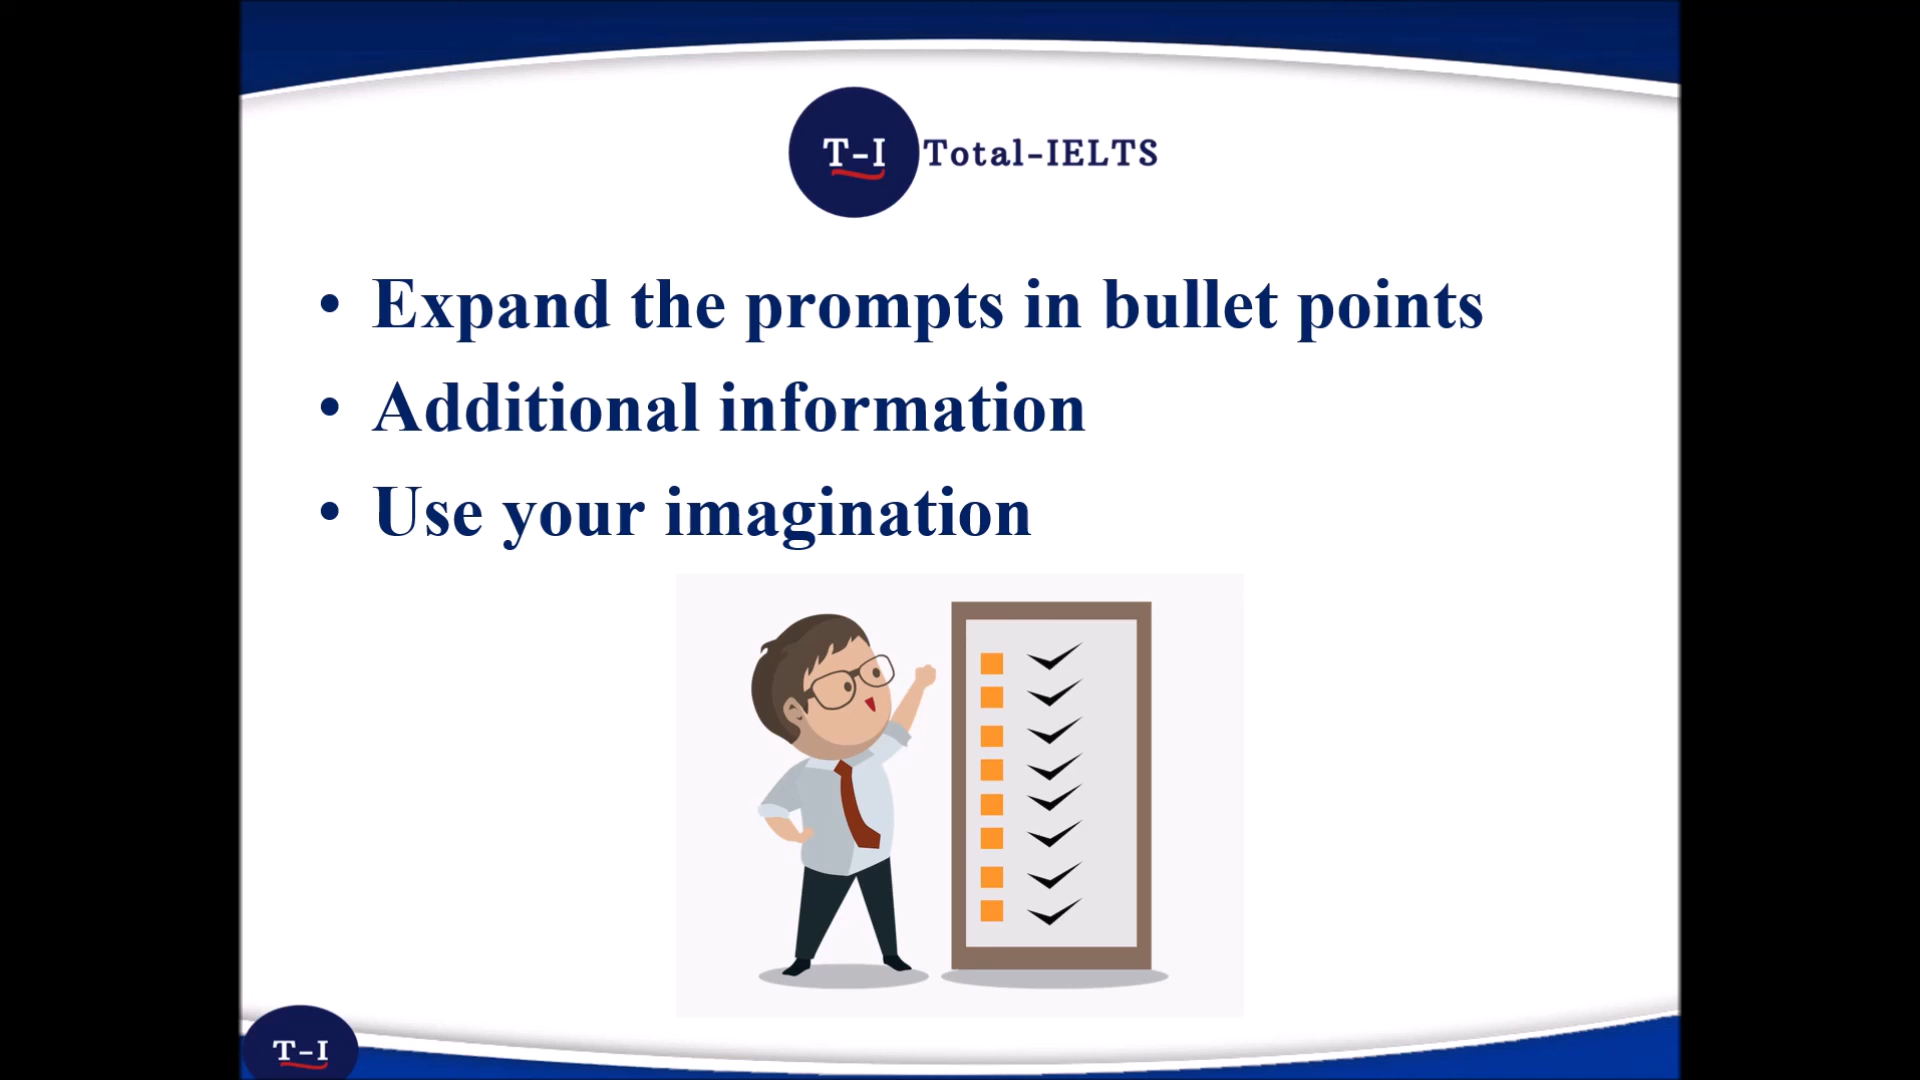 T-I Total-IELTS
• Expand the prompts in bullet points
• Additional information
• Use your imagination
T-I